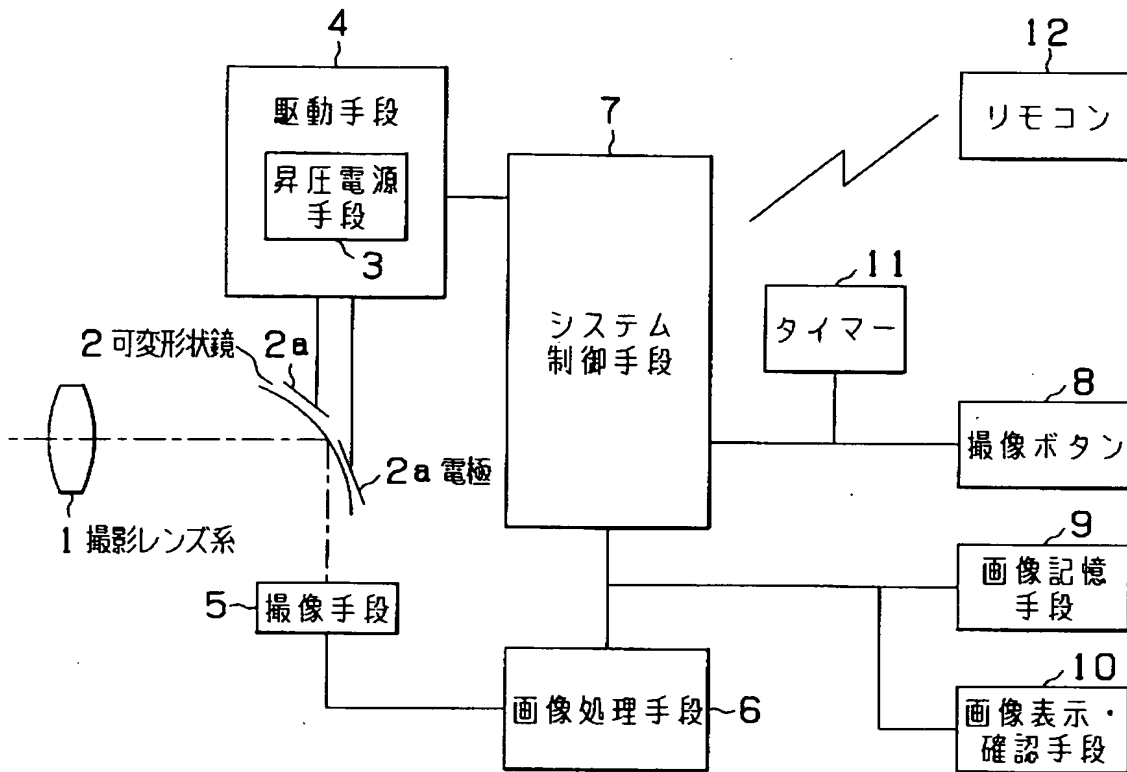 4
駆動手段
昇圧電源
手段
3
7
システム
制御手段
12
リモコン
11
タイマー
8
撮像ボタン
2 可変形状鏡
2a
2a 電極
1 撮影レンズ系
5
撮像手段
9
画像記憶
手段
6
画像処理手段
10
画像表示・
確認手段